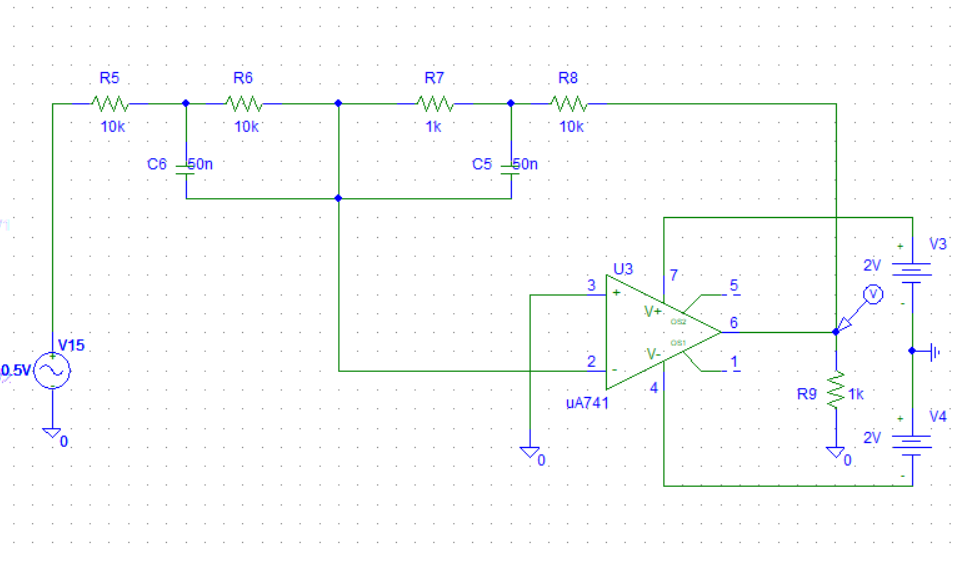 R5
R6
R7
R8
10k
10k
1k
10k
C6
50n
C5
50n
V3
2V
+
-
U3
7
5
3
+
V+
OS2
V
6
OS1
V-
1
2
-
4
uA741
V15
+
-
0.5V
0
R9
1k
V4
+
2V
-
0
0